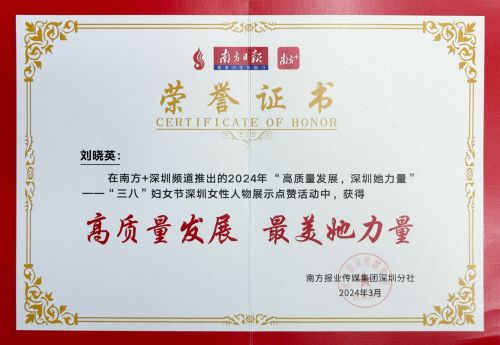 南方日报
南方+
荣誉证书
CERTIFICATE OF HONOR
刘晓英：
在南方+深圳频道推出的2024年“高质量发展，深圳她力量”
——“三八”妇女节深圳女性人物展示点赞活动中，获得
高质量发展 最美她力量
南方报业传媒集团深圳分社
2024年3月